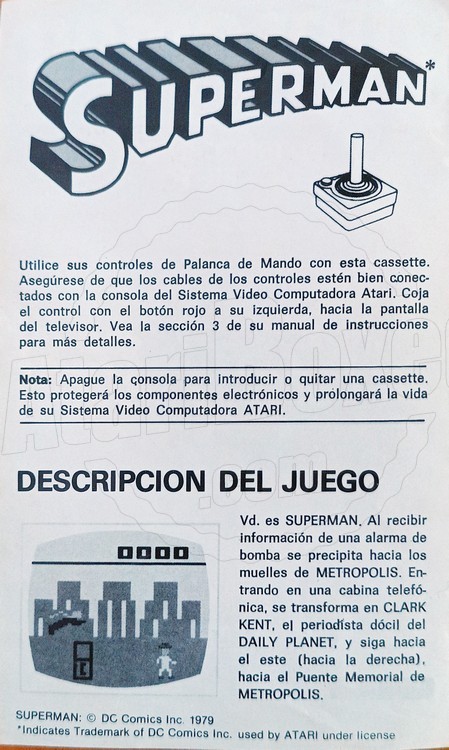 SUPERMAN*
Utilice sus controles de Palanca de Mando con esta cassette.
Asegúrese de que los cables de los controles estén bien conec-
tados con la consola del Sistema Video Computadora Atari. Coja
el control con el botón rojo a su izquierda, hacia la pantalla
del televisor. Vea la sección 3 de su manual de instrucciones
para más detalles.
Nota: Apague la consola para introducir o quitar una cassette.
Esto protegerá los componentes electrónicos y prolongará la vida
de su Sistema Video Computadora ATARI.
DESCRIPCION DEL JUEGO
0000
Vd. es SUPERMAN. Al recibir
información de una alarma de
bomba se precipita hacia los
muelles de METROPOLIS. En-
trando en una cabina telefó-
nica, se transforma en CLARK
KENT, el periodista dócil del
DAILY PLANET, y siga hacia
el este (hacia la derecha),
hacia el Puente Memorial de
METROPOLIS.
SUPERMAN: © DC Comics Inc. 1979
*Indicates Trademark of DC Comics Inc. used by ATARI under license
AtariBoxed
.com